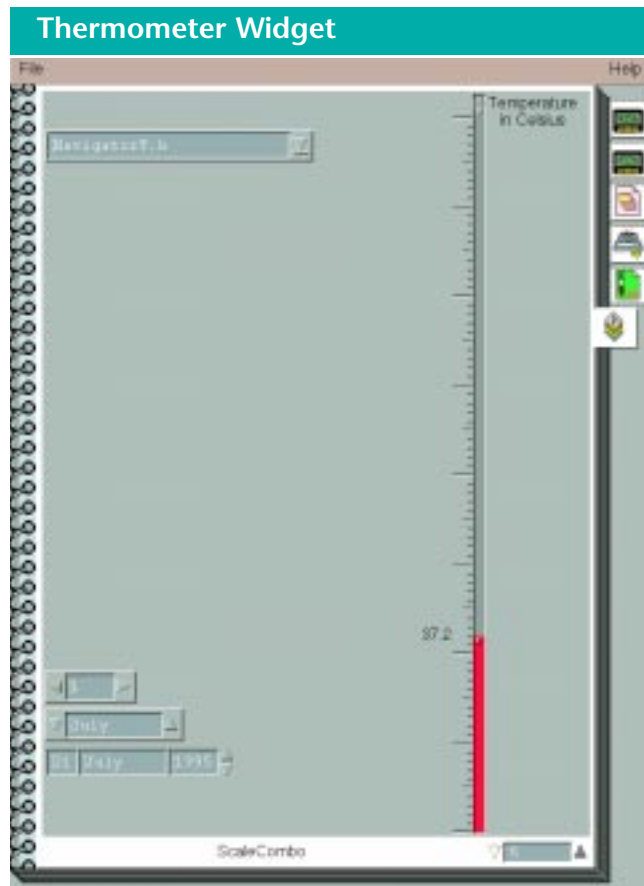 Thermometer Widget
File Help
Temperature
in Celsius
37.2
July
July 1995
ScaleCombo